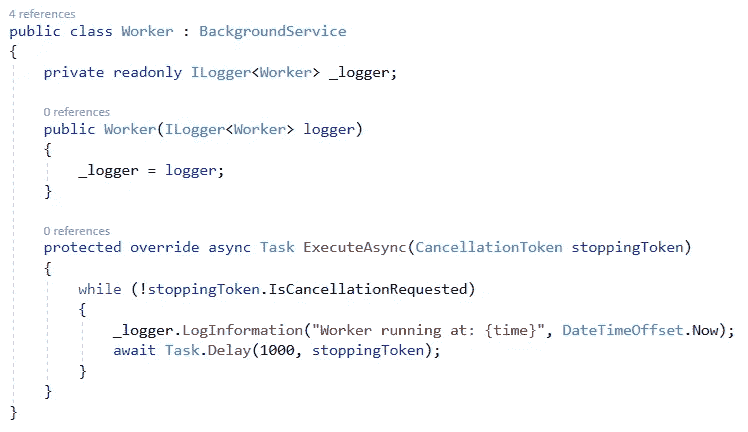 4 references
public class Worker : BackgroundService
{
private readonly ILogger<Worker> _logger;
0 references
public Worker(ILogger<Worker> logger)
{
_logger = logger;
}
0 references
protected override async Task ExecuteAsync(CancellationToken stoppingToken)
{
while (!stoppingToken.IsCancellationRequested)
{
_logger.LogInformation("Worker running at: {time}", DateTimeOffset.Now);
await Task.Delay(1000, stoppingToken);
}
}
}